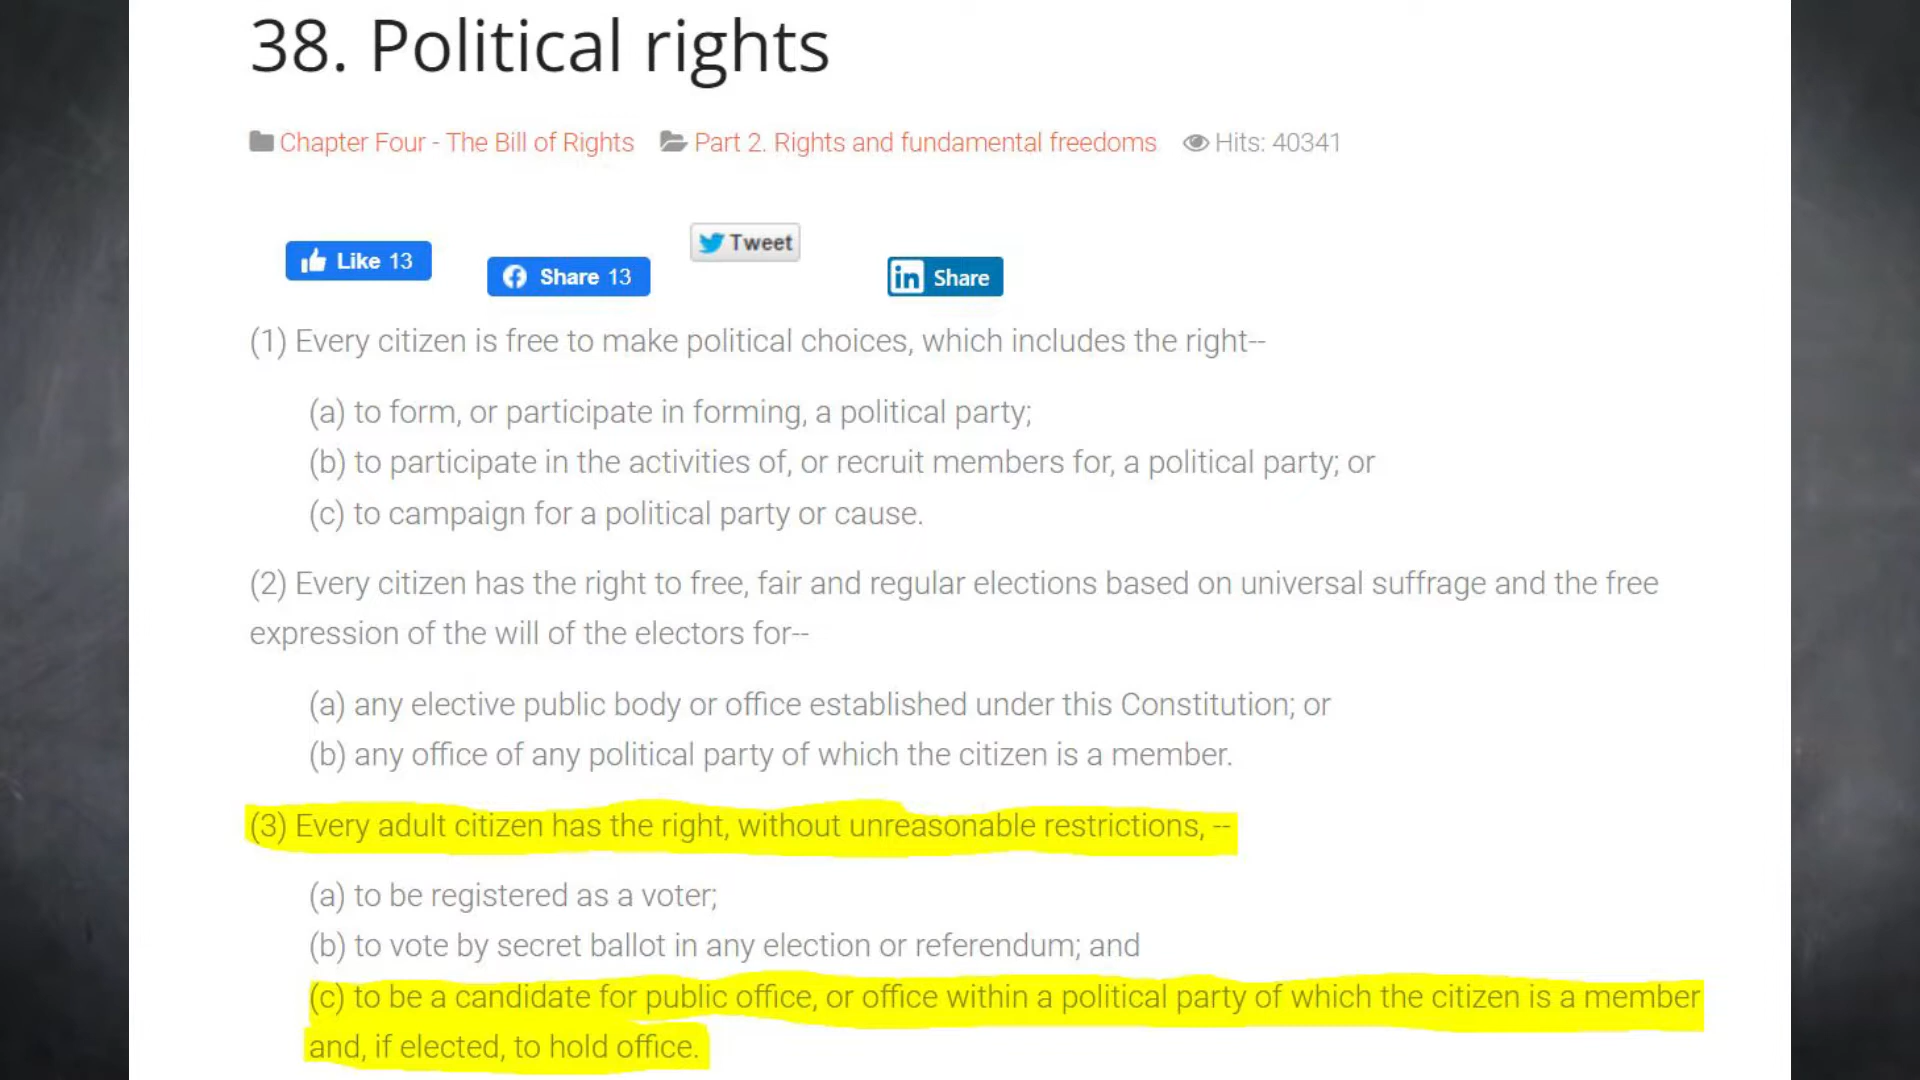 38. Political rights
Chapter Four - The Bill of Rights Part 2. Rights and fundamental freedoms Hits: 40341
Like 13 Share 13 Tweet Share
(1) Every citizen is free to make political choices, which includes the right--
(a) to form, or participate in forming, a political party;
(b) to participate in the activities of, or recruit members for, a political party; or
(c) to campaign for a political party or cause.
(2) Every citizen has the right to free, fair and regular elections based on universal suffrage and the free
expression of the will of the electors for--
(a) any elective public body or office established under this Constitution; or
(b) any office of any political party of which the citizen is a member.
(3) Every adult citizen has the right, without unreasonable restrictions, --
(a) to be registered as a voter;
(b) to vote by secret ballot in any election or referendum; and
(c) to be a candidate for public office, or office within a political party of which the citizen is a member
and, if elected, to hold office.